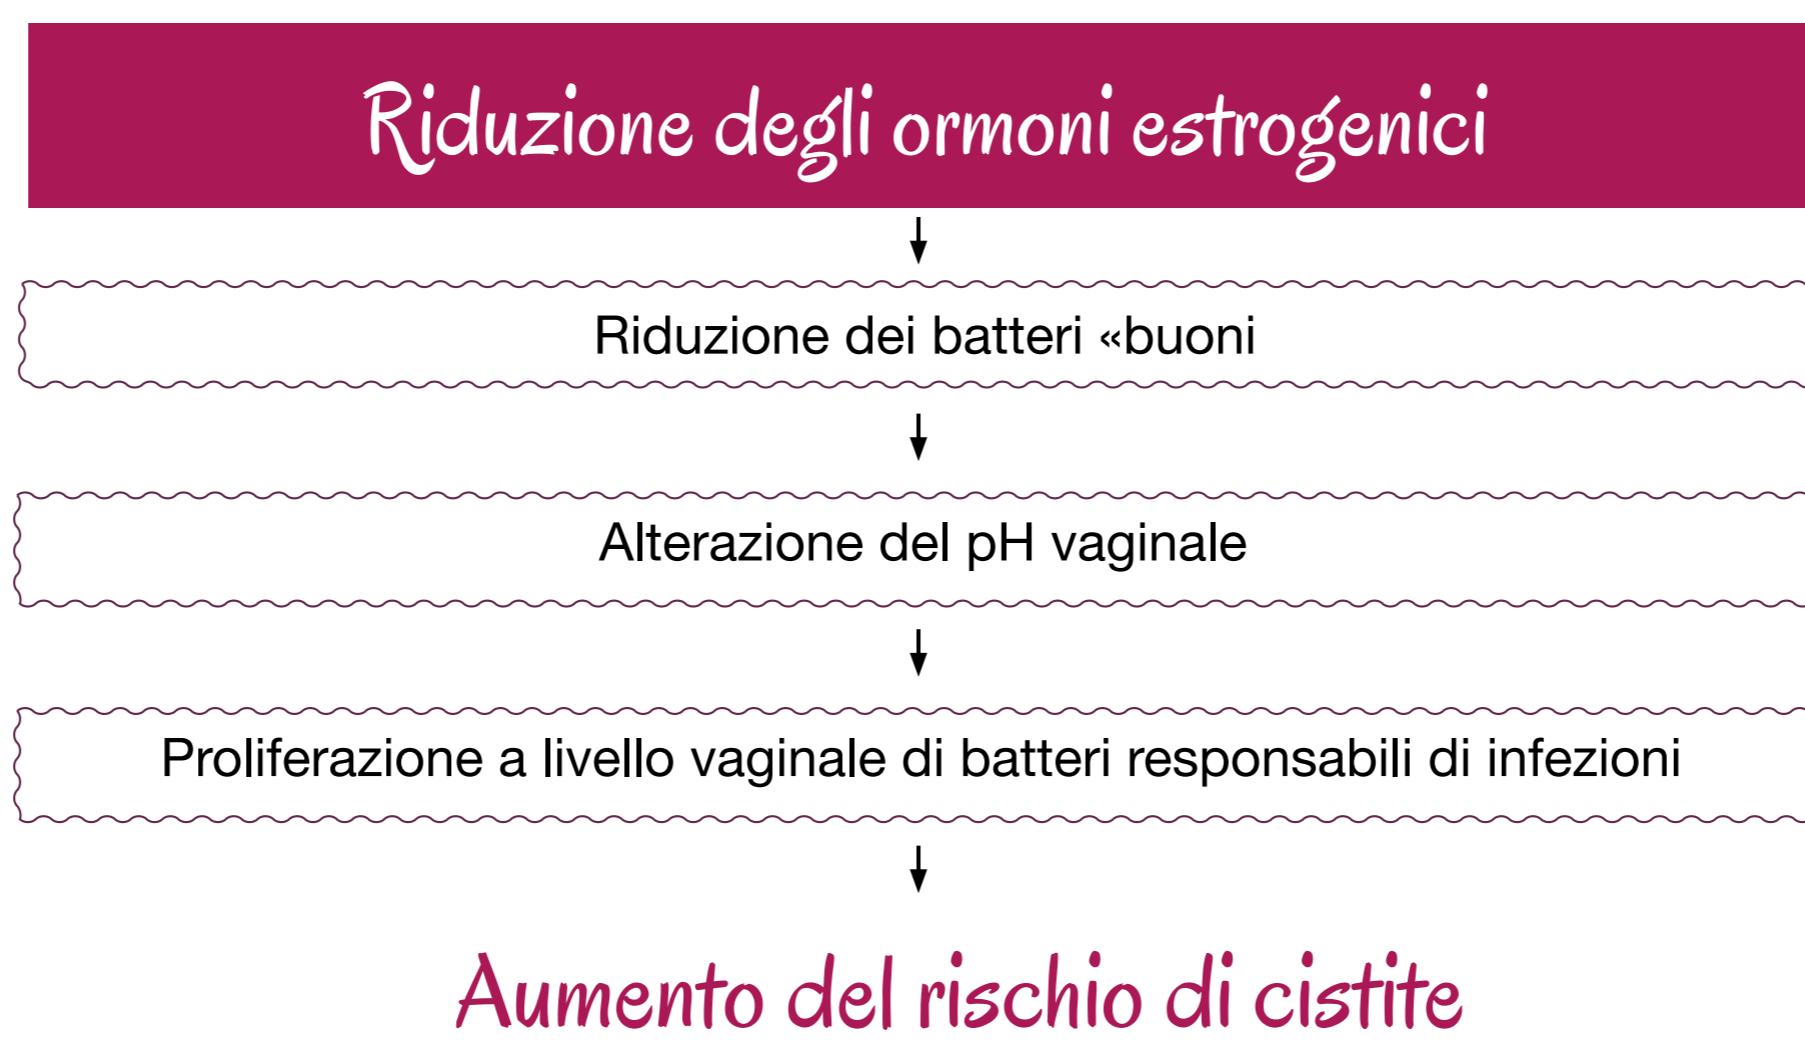 Riduzione degli ormoni estrogenici
Riduzione dei batteri «buoni
Alterazione del pH vaginale
Proliferazione a livello vaginale di batteri responsabili di infezioni
Aumento del rischio di cistite